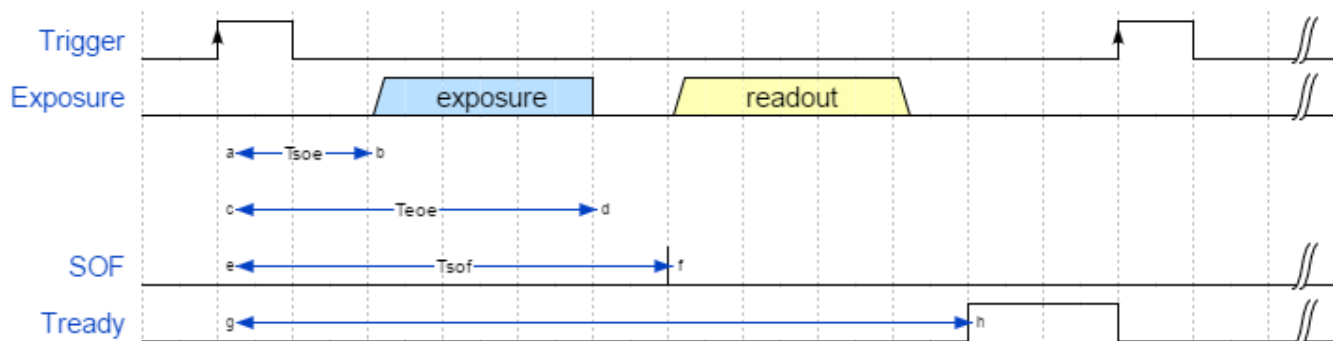 Trigger
Exposure exposure readout
a Tsoe b
c Teoe d
SOF e Tsof f
Tready g h